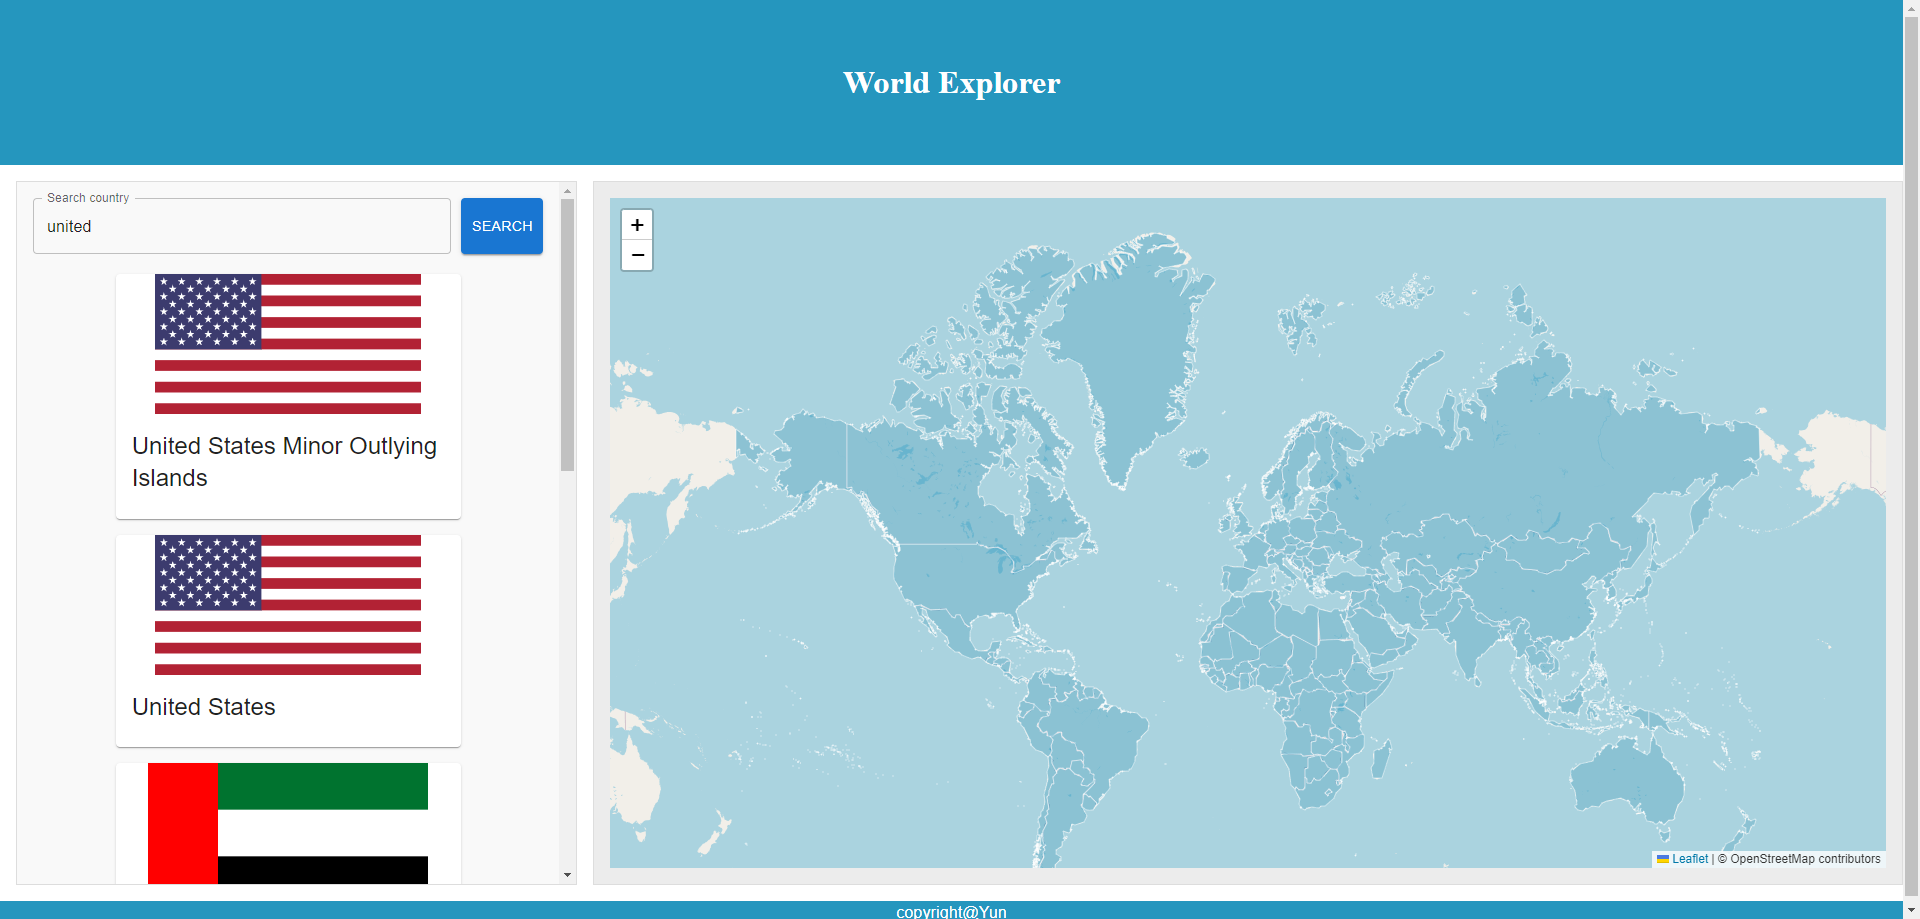 World Explorer
Search country
united
SEARCH
United States Minor Outlying
Islands
United States
+
−
Leaflet | © OpenStreetMap contributors
copyright@Yun